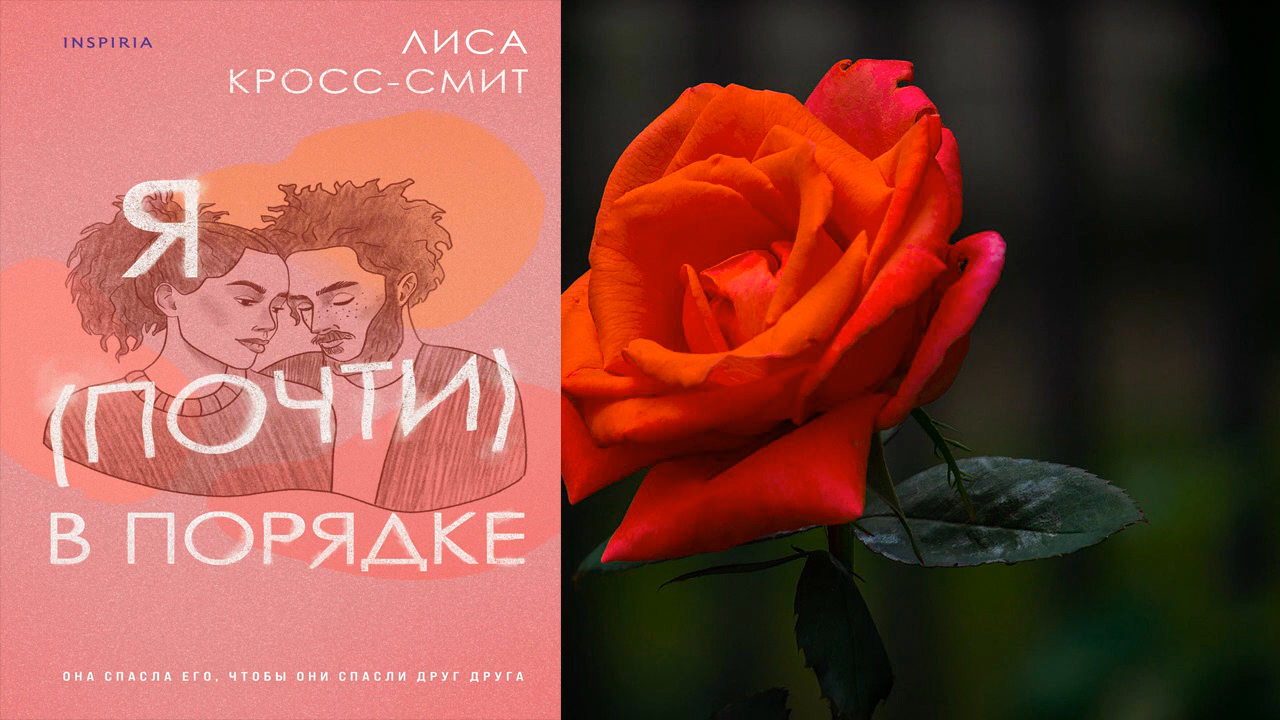 INSPIRIA
ЛИСА
КРОСС-СМИТ
Я
(ПОЧТИ)
В ПОРЯДКЕ
ОНА СПАСЛА ЕГО, ЧТОБЫ ОНИ СПАСЛИ ДРУГ ДРУГА